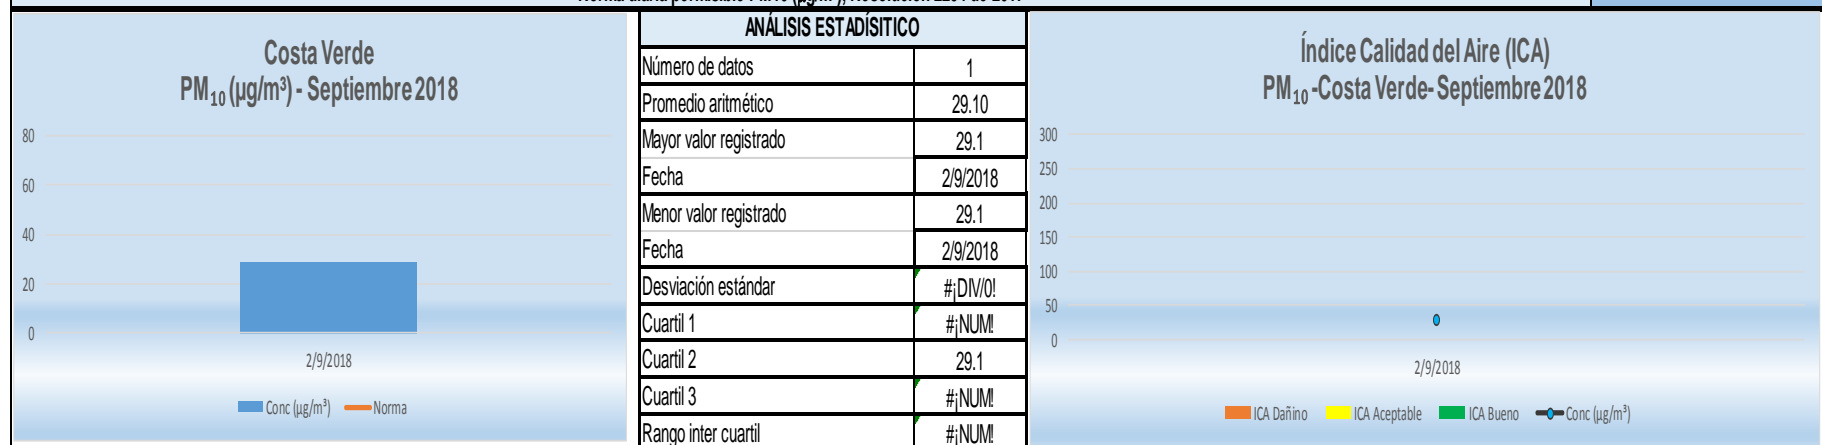 Costa Verde
PM₁₀ (µg/m³) - Septiembre 2018
80
60
40
20
0
2/9/2018
Conc (µg/m³) Norma
ANÁLISIS ESTADÍSITICO
Número de datos 1
Promedio aritmético 29.10
Mayor valor registrado 29.1
Fecha 2/9/2018
Menor valor registrado 29.1
Fecha 2/9/2018
Desviación estándar #¡DIV/0!
Cuartil 1 #¡NUM!
Cuartil 2 29.1
Cuartil 3 #¡NUM!
Rango inter cuartil #¡NUM!
Índice Calidad del Aire (ICA)
PM₁₀ -Costa Verde- Septiembre 2018
300
250
200
150
100
50
0
2/9/2018
ICA Dañino ICA Aceptable ICA Bueno Conc (µg/m³)